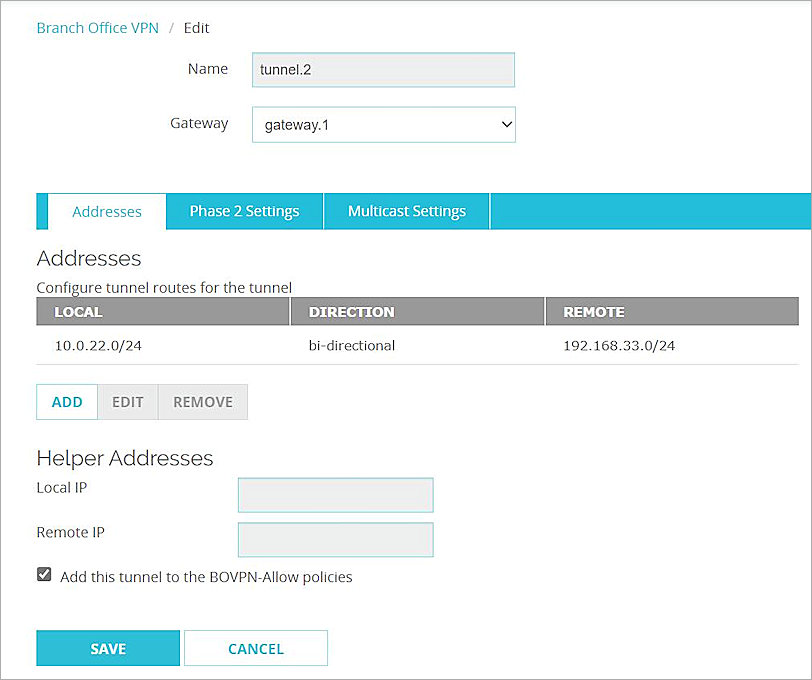 Branch Office VPN / Edit
Name tunnel.2
Gateway gateway.1
Addresses Phase 2 Settings Multicast Settings
Addresses
Configure tunnel routes for the tunnel
LOCAL DIRECTION REMOTE
10.0.22.0/24 bi-directional 192.168.33.0/24
ADD EDIT REMOVE
Helper Addresses
Local IP
Remote IP
Add this tunnel to the BOVPN-Allow policies
SAVE CANCEL